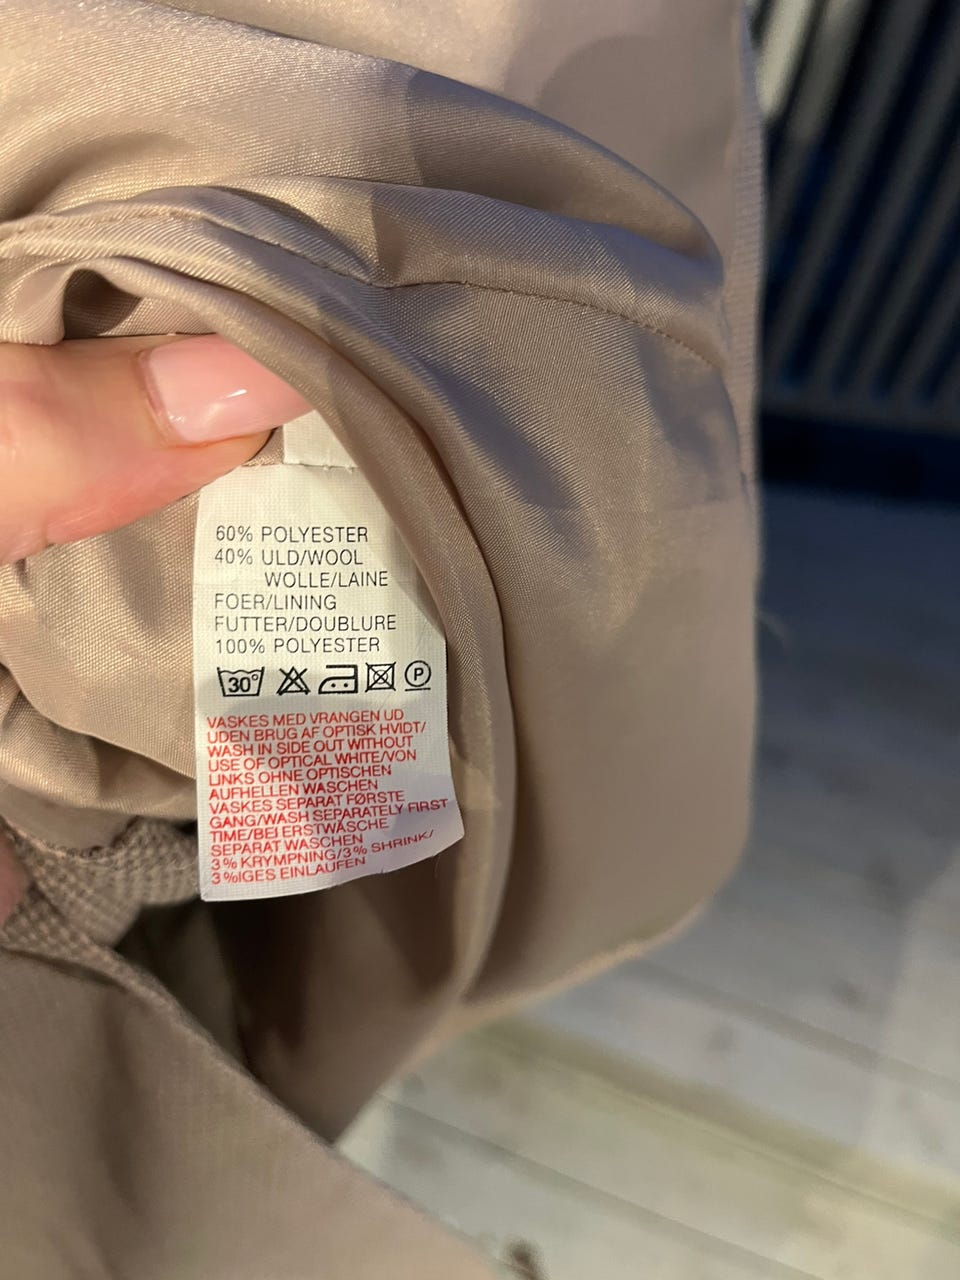 60% POLYESTER
40% ULD/WOOL
WOLLE/LAINE
FOER/LINING
FUTTER/DOUBLURE
100% POLYESTER
30° P
VASKES MED VRANGEN UD
UDEN BRUG AF OPTISK HVIDT/
WASH IN SIDE OUT WITHOUT
USE OF OPTICAL WHITE/VON
LINKS OHNE OPTISCHEN
AUFHELLEN WASCHEN
VASKES SEPARAT FØRSTE
GANG/WASH SEPARATELY FIRST
TIME/BEI ERSTWÄSCHE
SEPARAT WASCHEN
3% KRYMPNING/3% SHRINK/
3%IGES EINLAUFEN